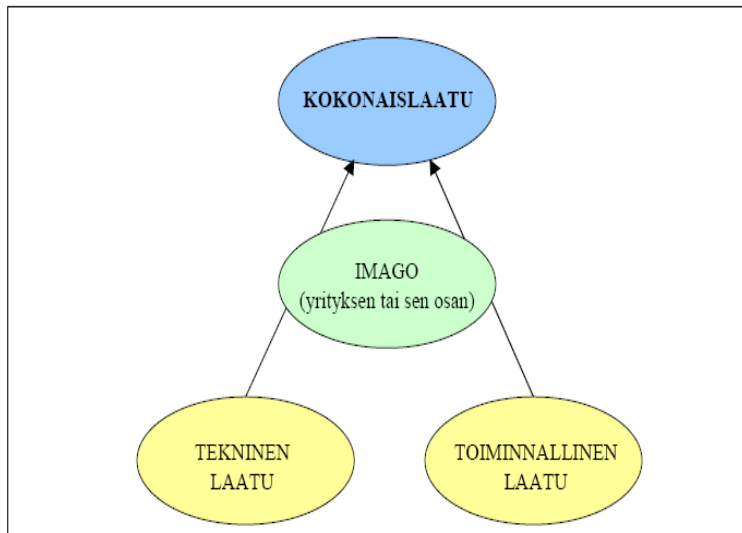 KOKONAISLAATU
IMAGO
(yrityksen tai sen osan)
TEKNINEN
LAATU
TOIMINNALLINEN
LAATU